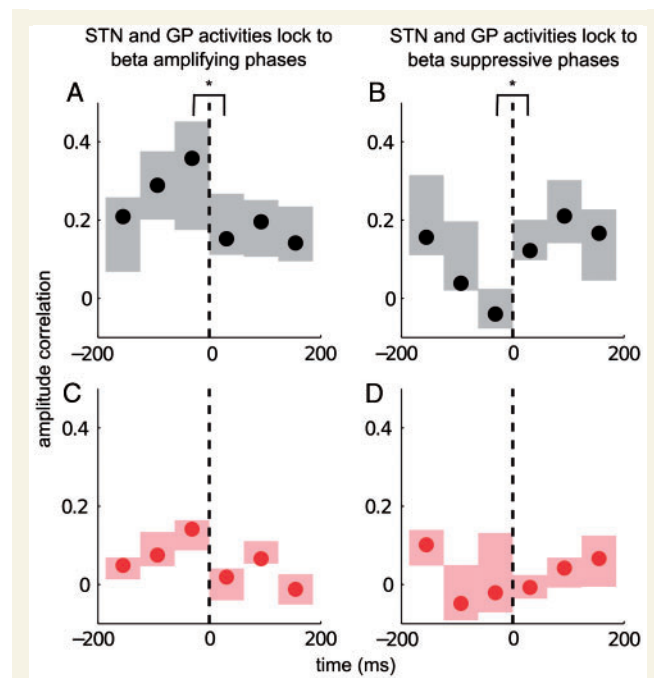 STN and GP activities lock to
beta amplifying phases
STN and GP activities lock to
beta suppressive phases
A
*
B
*
0.4
0.2
0
−200
0
200
0.4
0.2
0
−200
0
200
amplitude correlation
C
D
0.4
0.2
0
−200
0
200
0.4
0.2
0
−200
0
200
time (ms)